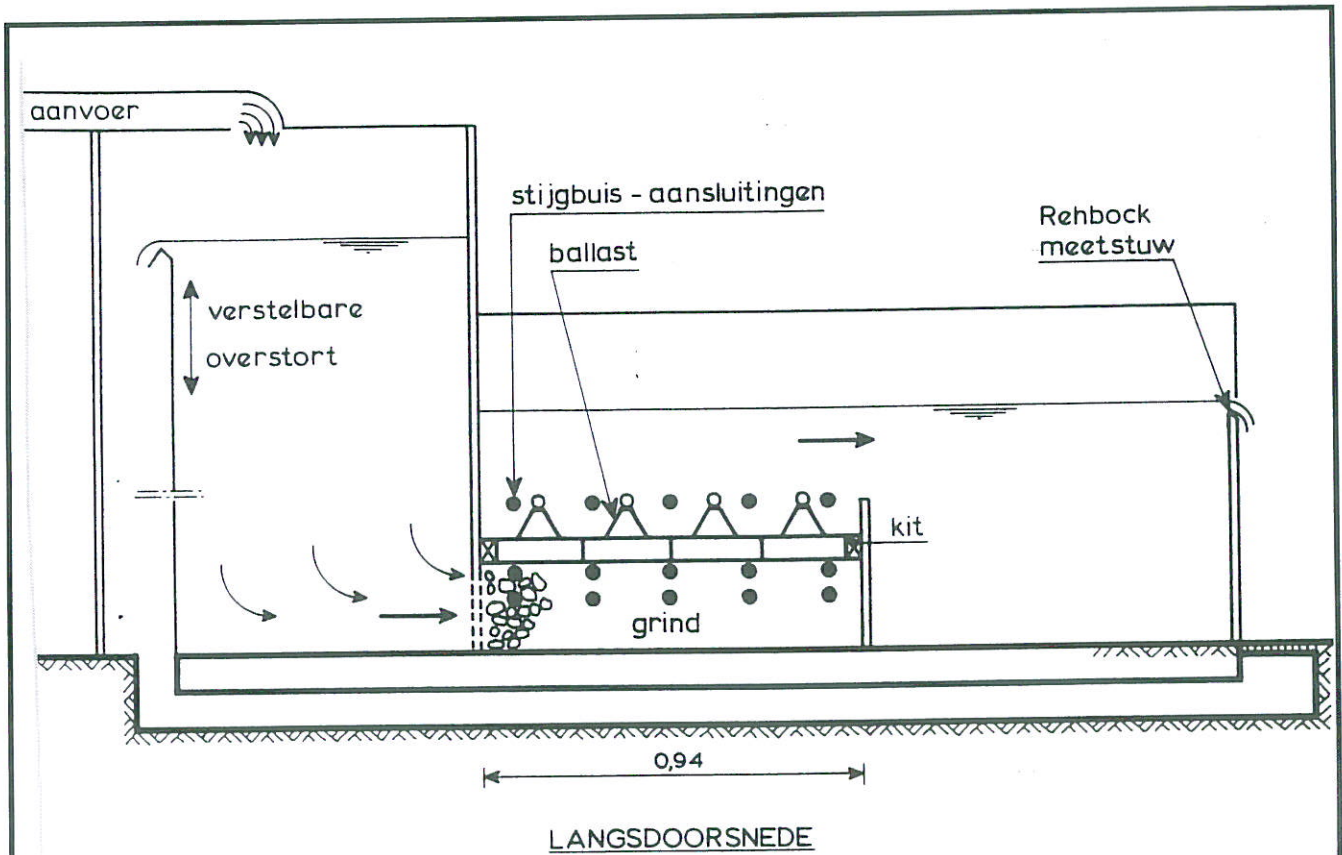 aanvoer
stijgbuis - aansluitingen
ballast
Rehbock
meetstuw
verstelbare
overstort
kit
grind
0,94
LANGSDOORSNEDE